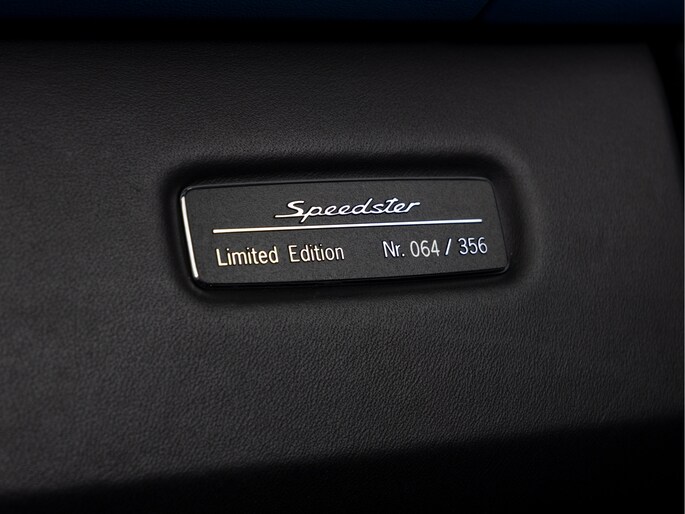 Speedster
Limited Edition Nr. 064 / 356